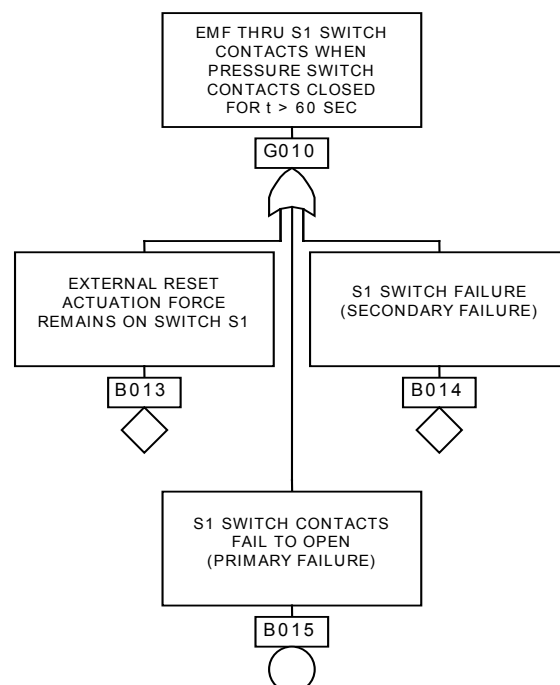 EMF THRU S1 SWITCH
CONTACTS WHEN
PRESSURE SWITCH
CONTACTS CLOSED
FOR t > 60 SEC
G010
EXTERNAL RESET
ACTUATION FORCE
REMAINS ON SWITCH S1
B013
S1 SWITCH FAILURE
(SECONDARY FAILURE)
B014
S1 SWITCH CONTACTS
FAIL TO OPEN
(PRIMARY FAILURE)
B015